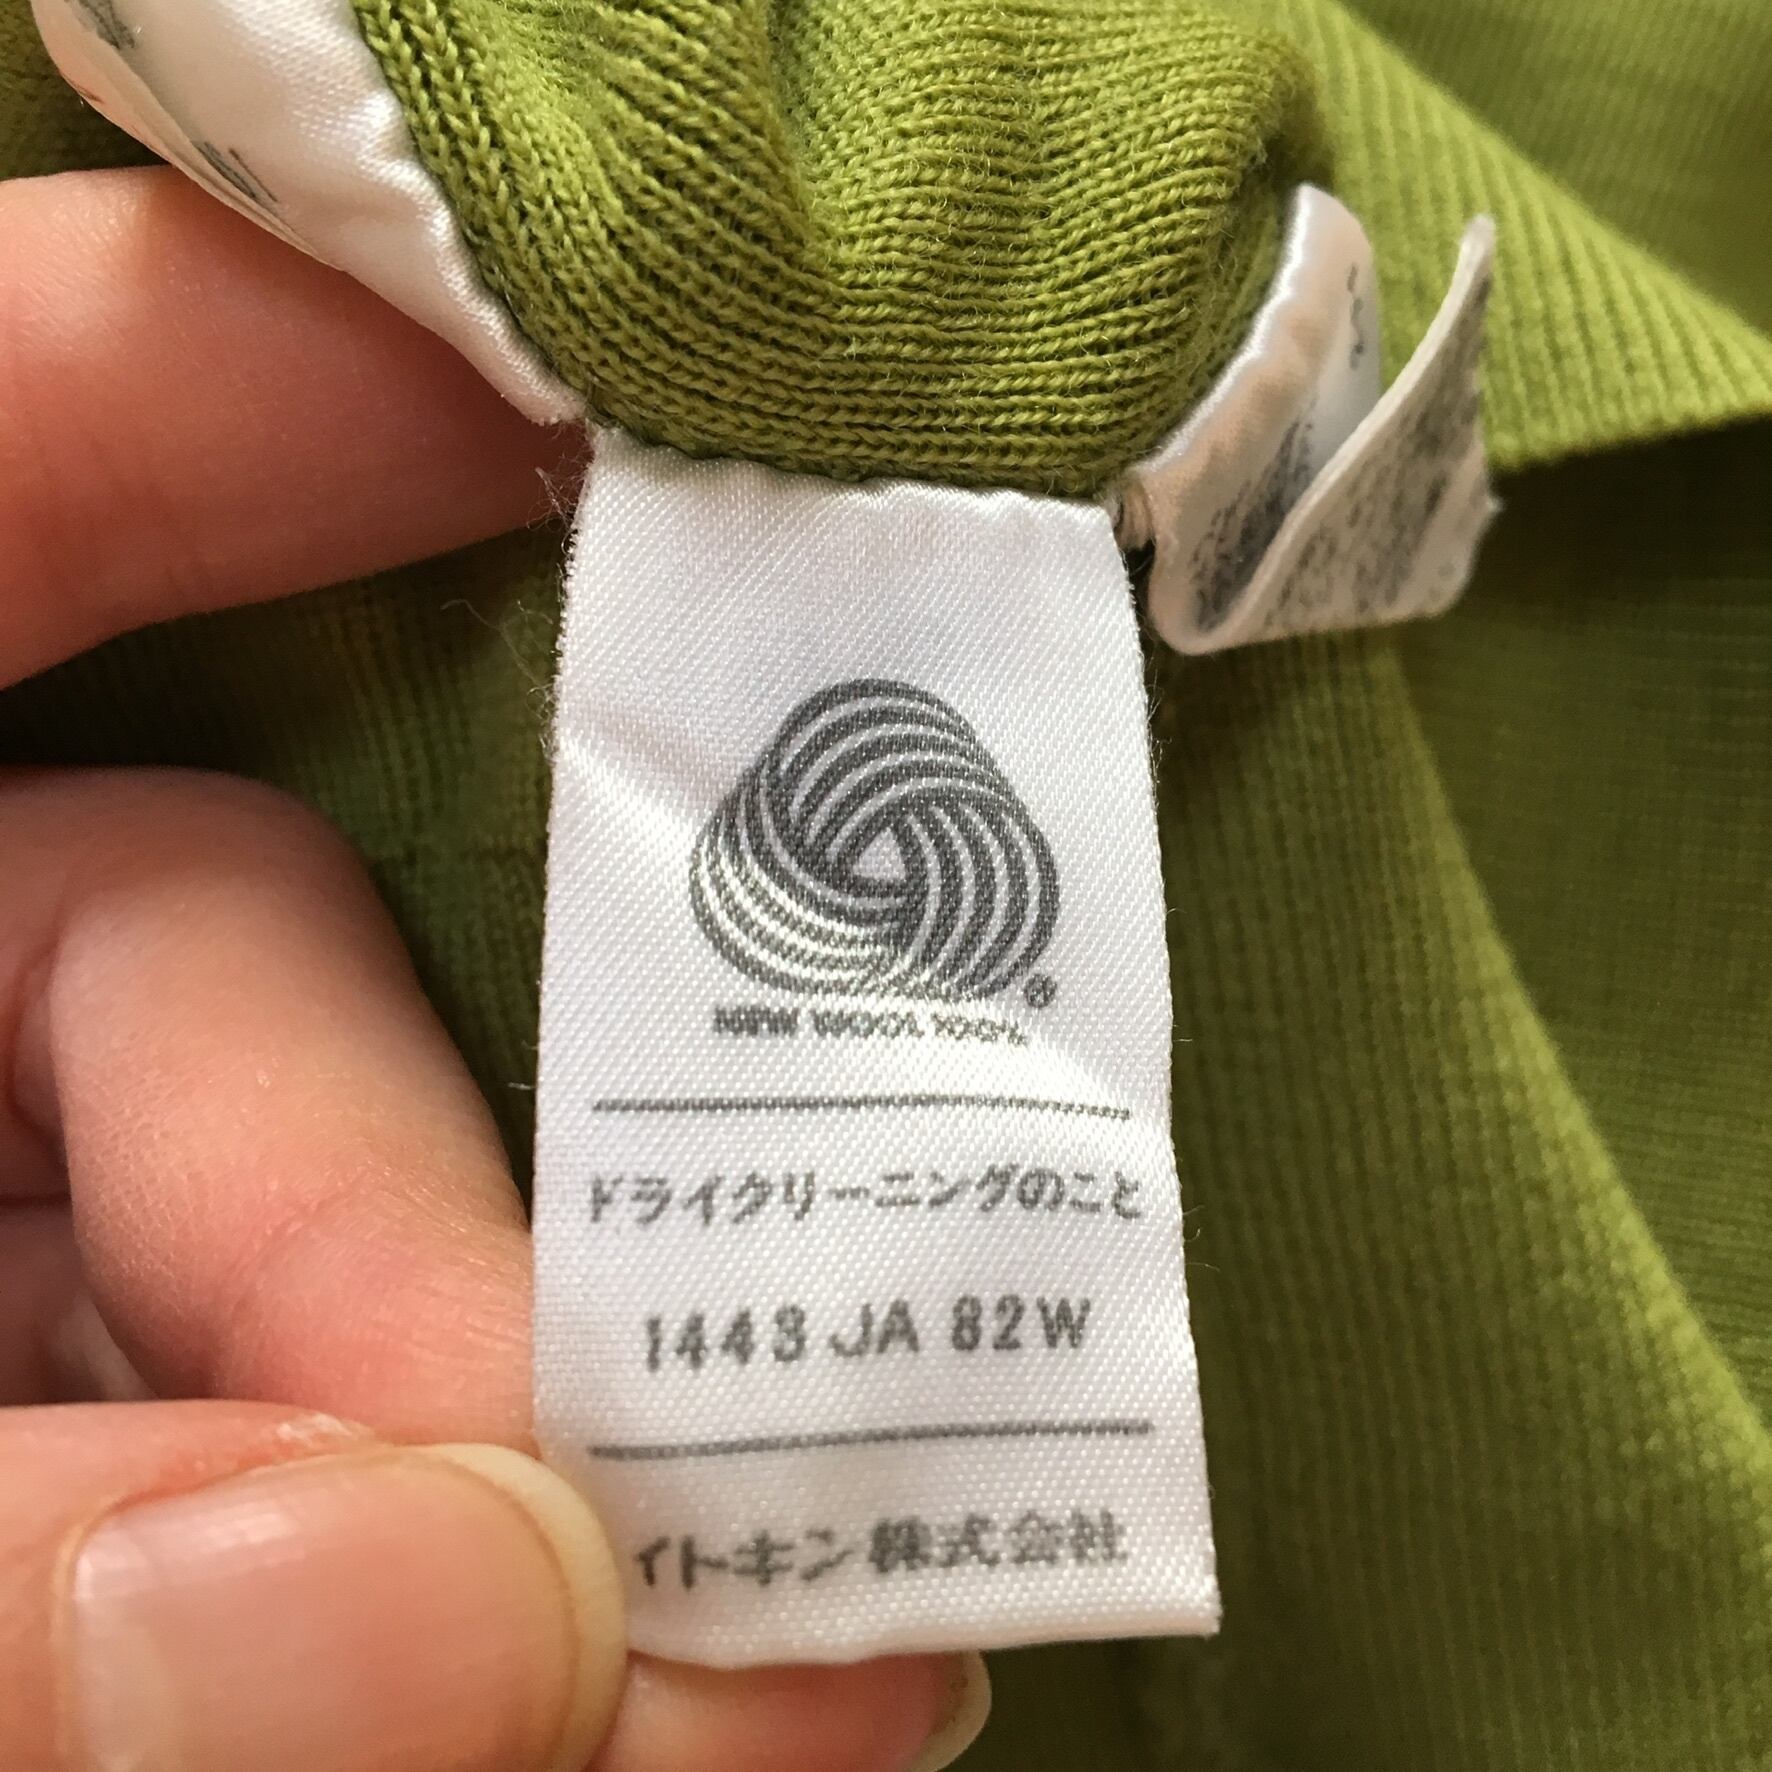 ®
NEW WOOL 100%
ドライクリーニングのこと
1443 JA 82W
イトキン株式会社